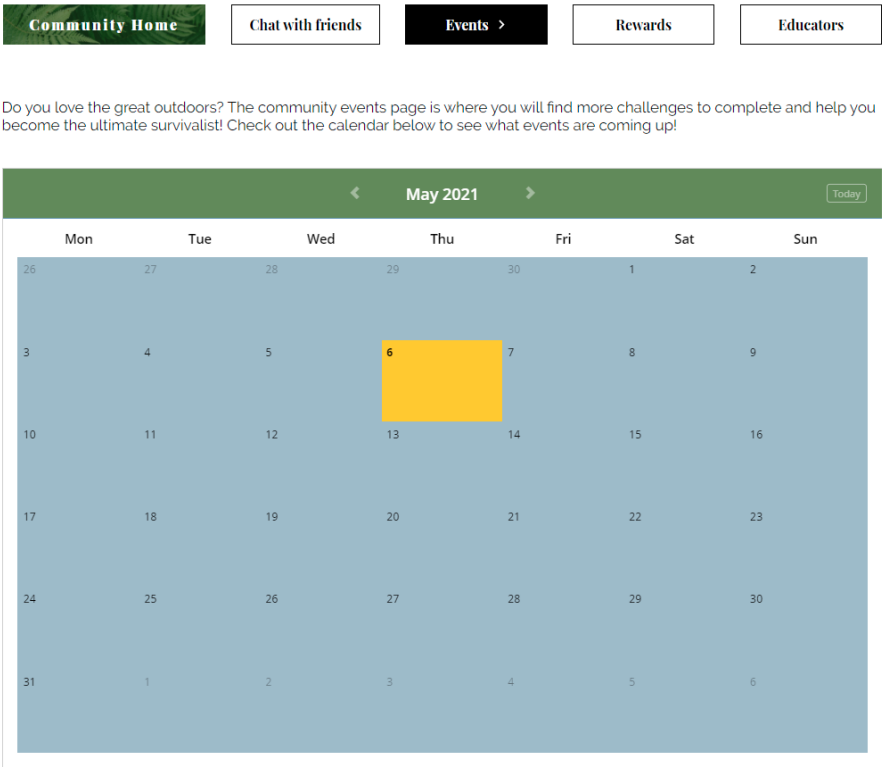 Community Home Chat with friends Events > Rewards Educators
Do you love the great outdoors? The community events page is where you will find more challenges to complete and help you
become the ultimate survivalist! Check out the calendar below to see what events are coming up!
< May 2021 > Today
Mon Tue Wed Thu Fri Sat Sun
26 27 28 29 30 1 2
3 4 5 6 7 8 9
10 11 12 13 14 15 16
17 18 19 20 21 22 23
24 25 26 27 28 29 30
31 1 2 3 4 5 6